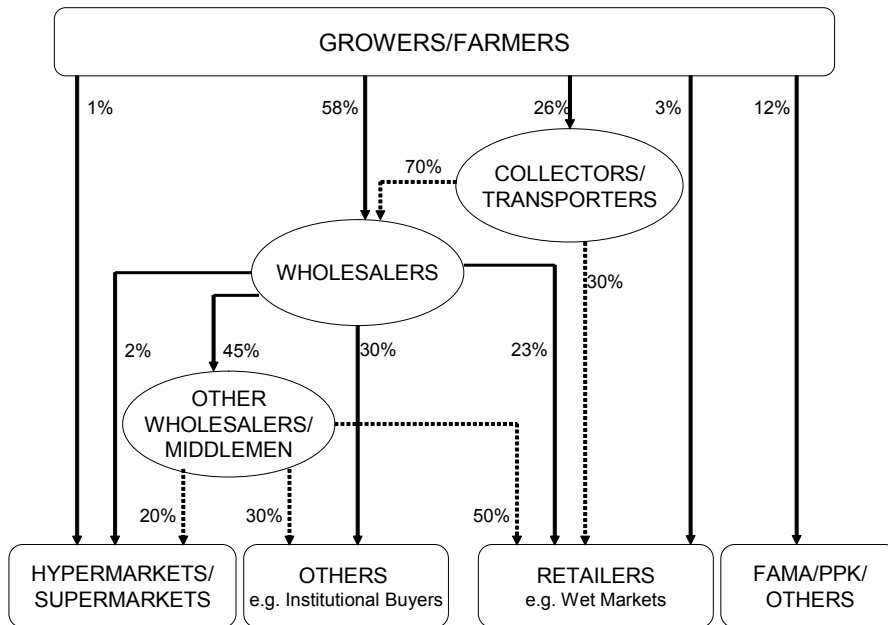 GROWERS/FARMERS
1%
58%
26%
3%
12%
70%
COLLECTORS/
TRANSPORTERS
WHOLESALERS
30%
2%
45%
30%
23%
OTHER
WHOLESALERS/
MIDDLEMEN
20%
30%
50%
HYPERMARKETS/
SUPERMARKETS
OTHERS
e.g. Institutional Buyers
RETAILERS
e.g. Wet Markets
FAMA/PPK/
OTHERS